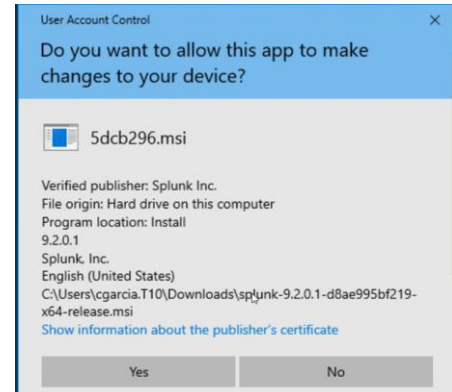 User Account Control
Do you want to allow this app to make
changes to your device?
5dcb296.msi
Verified publisher: Splunk Inc.
File origin: Hard drive on this computer
Program location: Install
9.2.0.1
Splunk, Inc.
English (United States)
C:\Users\cgarcia.T10\Downloads\splunk-9.2.0.1-d8ae995bf219-
x64-release.msi
Show information about the publisher's certificate
Yes
No